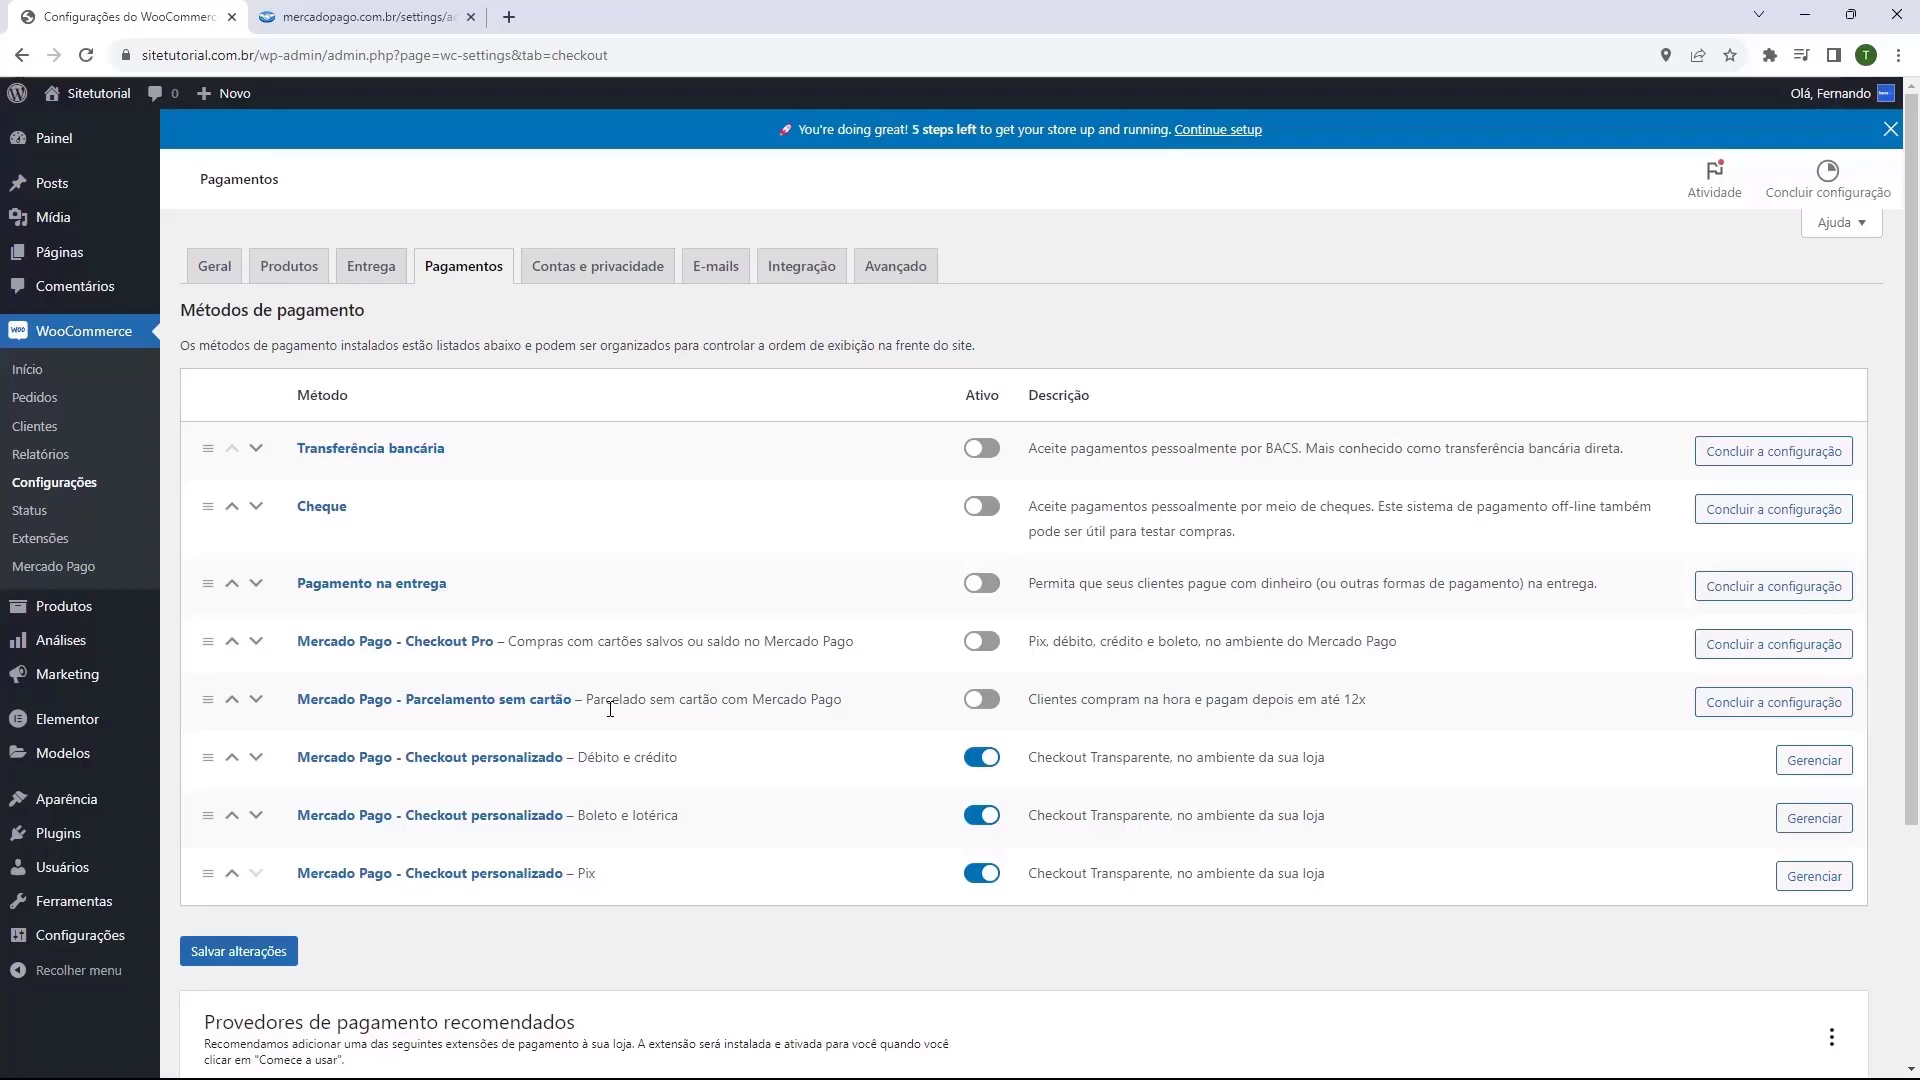 Configurações do WooCommerc
mercadopago.com.br/settings/ac
sitetutorial.com.br/wp-admin/admin.php?page=wc-settings&tab=checkout
T
Sitetutorial
0
Novo
Olá, Fernando
🚀 You're doing great! 5 steps left to get your store up and running. Continue setup
Painel
Posts
Mídia
Páginas
Comentários
WooCommerce
Início
Pedidos
Clientes
Relatórios
Configurações
Status
Extensões
Mercado Pago
Produtos
Análises
Marketing
Elementor
Modelos
Aparência
Plugins
Usuários
Ferramentas
Configurações
Recolher menu
Pagamentos
Atividade
Concluir configuração
Ajuda
Geral
Produtos
Entrega
Pagamentos
Contas e privacidade
E-mails
Integração
Avançado
Métodos de pagamento
Os métodos de pagamento instalados estão listados abaixo e podem ser organizados para controlar a ordem de exibição na frente do site.
Método
Ativo
Descrição
Transferência bancária
Aceite pagamentos pessoalmente por BACS. Mais conhecido como transferência bancária direta.
Concluir a configuração
Cheque
Aceite pagamentos pessoalmente por meio de cheques. Este sistema de pagamento off-line também
pode ser útil para testar compras.
Concluir a configuração
Pagamento na entrega
Permita que seus clientes pague com dinheiro (ou outras formas de pagamento) na entrega.
Concluir a configuração
Mercado Pago - Checkout Pro – Compras com cartões salvos ou saldo no Mercado Pago
Pix, débito, crédito e boleto, no ambiente do Mercado Pago
Concluir a configuração
Mercado Pago - Parcelamento sem cartão – Parcelado sem cartão com Mercado Pago
Clientes compram na hora e pagam depois em até 12x
Concluir a configuração
Mercado Pago - Checkout personalizado – Débito e crédito
Checkout Transparente, no ambiente da sua loja
Gerenciar
Mercado Pago - Checkout personalizado – Boleto e lotérica
Checkout Transparente, no ambiente da sua loja
Gerenciar
Mercado Pago - Checkout personalizado – Pix
Checkout Transparente, no ambiente da sua loja
Gerenciar
Salvar alterações
Provedores de pagamento recomendados
Recomendamos adicionar uma das seguintes extensões de pagamento à sua loja. A extensão será instalada e ativada para você quando você
clicar em "Comece a usar".